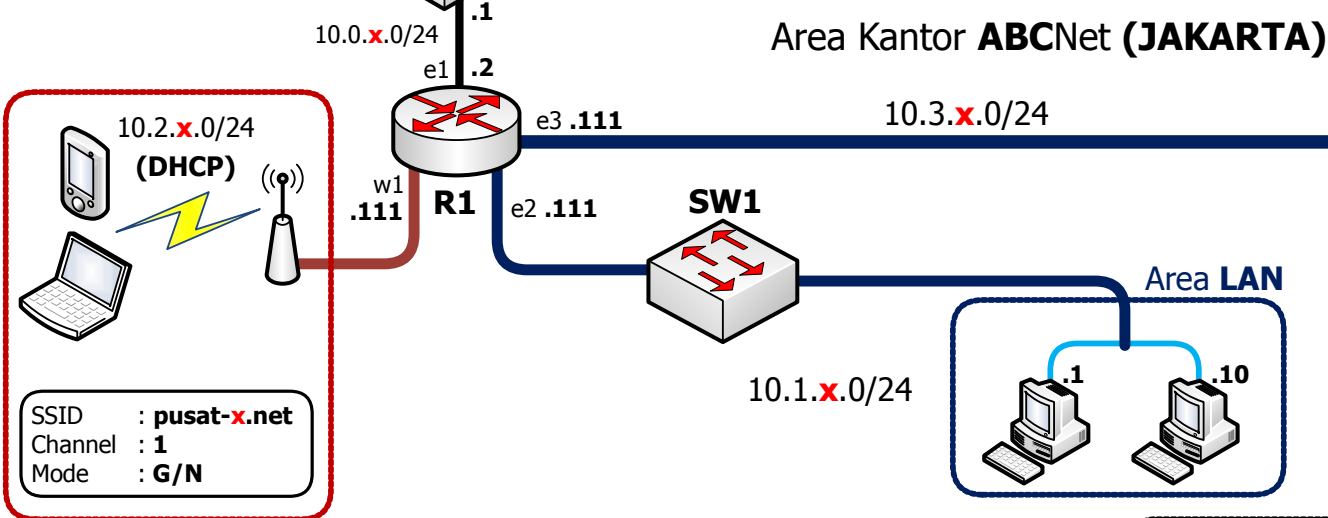 .1
10.0.x.0/24
Area Kantor ABCNet (JAKARTA)
e1 .2
10.2.x.0/24
(DHCP)
e3 .111
10.3.x.0/24
w1
.111
R1
e2 .111
SW1
Area LAN
.1
.10
10.1.x.0/24
SSID : pusat-x.net
Channel : 1
Mode : G/N